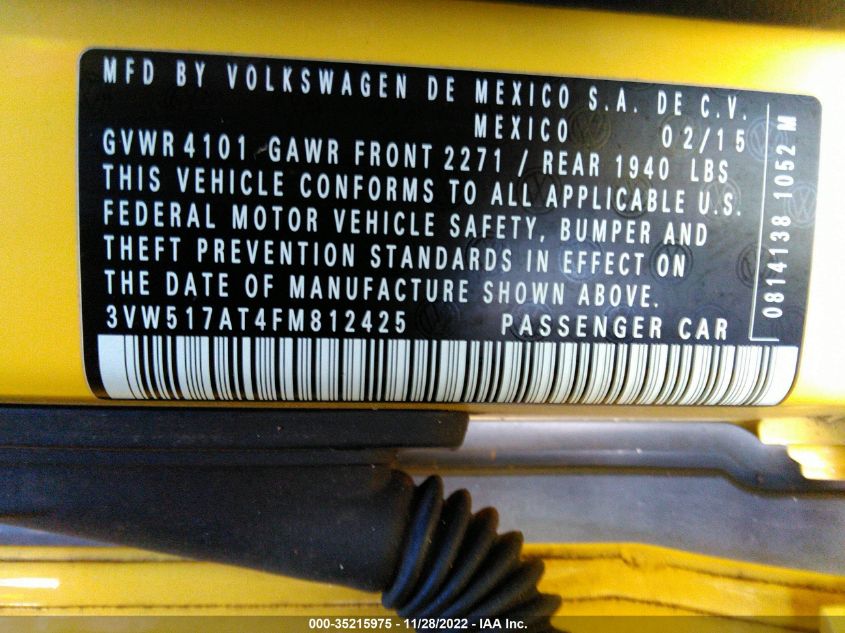 MFD BY VOLKSWAGEN DE MEXICO S.A. DE C.V.
MEXICO 02/15
GVWR 4101 GAWR FRONT 2271 / REAR 1940 LBS
THIS VEHICLE CONFORMS TO ALL APPLICABLE U.S.
FEDERAL MOTOR VEHICLE SAFETY, BUMPER AND
THEFT PREVENTION STANDARDS IN EFFECT ON
THE DATE OF MANUFACTURE SHOWN ABOVE.
3VW517AT4FM812425 PASSENGER CAR
0814138 1052 M
000-35215975 - 11/28/2022 - IAA Inc.